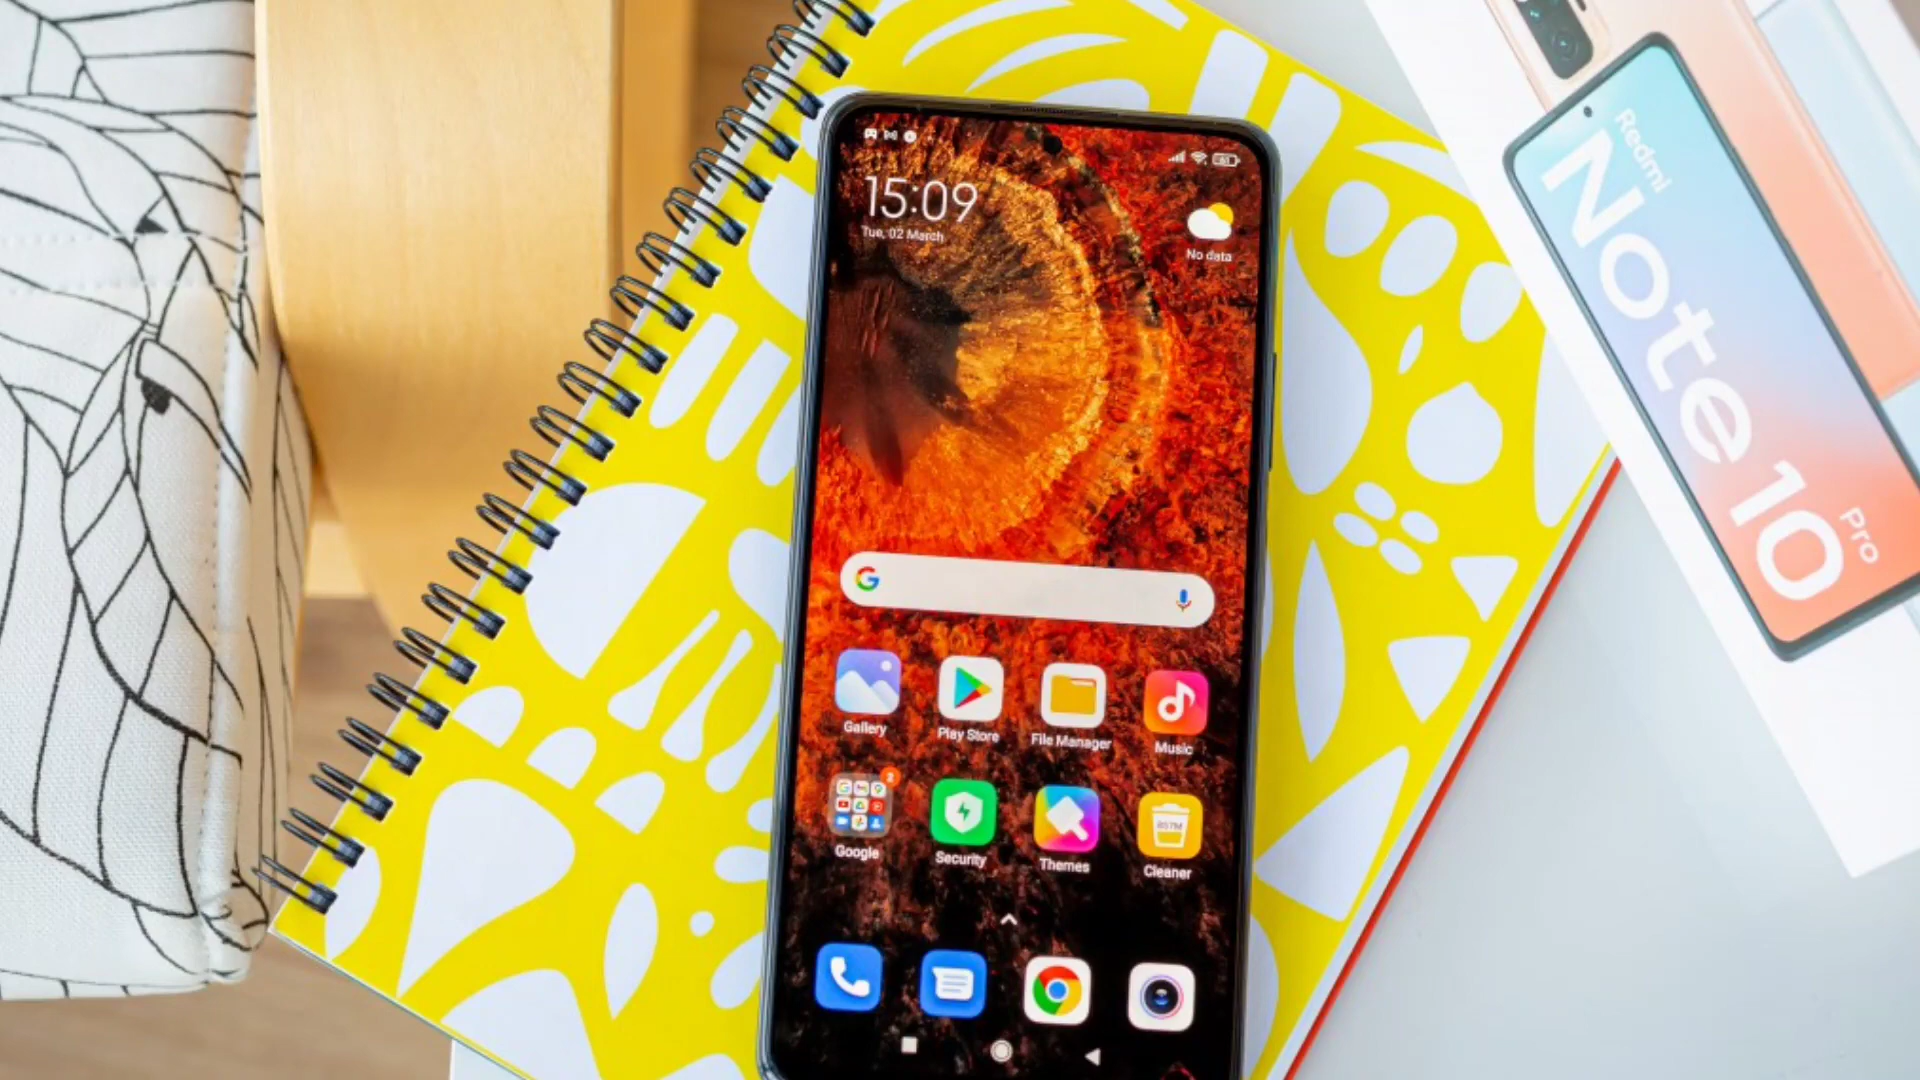 15:09
Tue, 02 March
No data
G
Gallery
Play Store
File Manager
Music
2
Google
Security
Themes
Cleaner
Redmi
Note 10
Pro